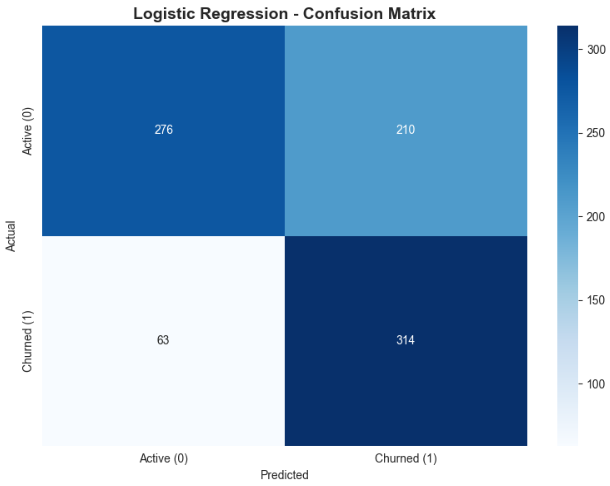 Logistic Regression - Confusion Matrix
Actual
Active (0)
276
210
Churned (1)
63
314
Active (0)
Churned (1)
Predicted
300
250
200
150
100